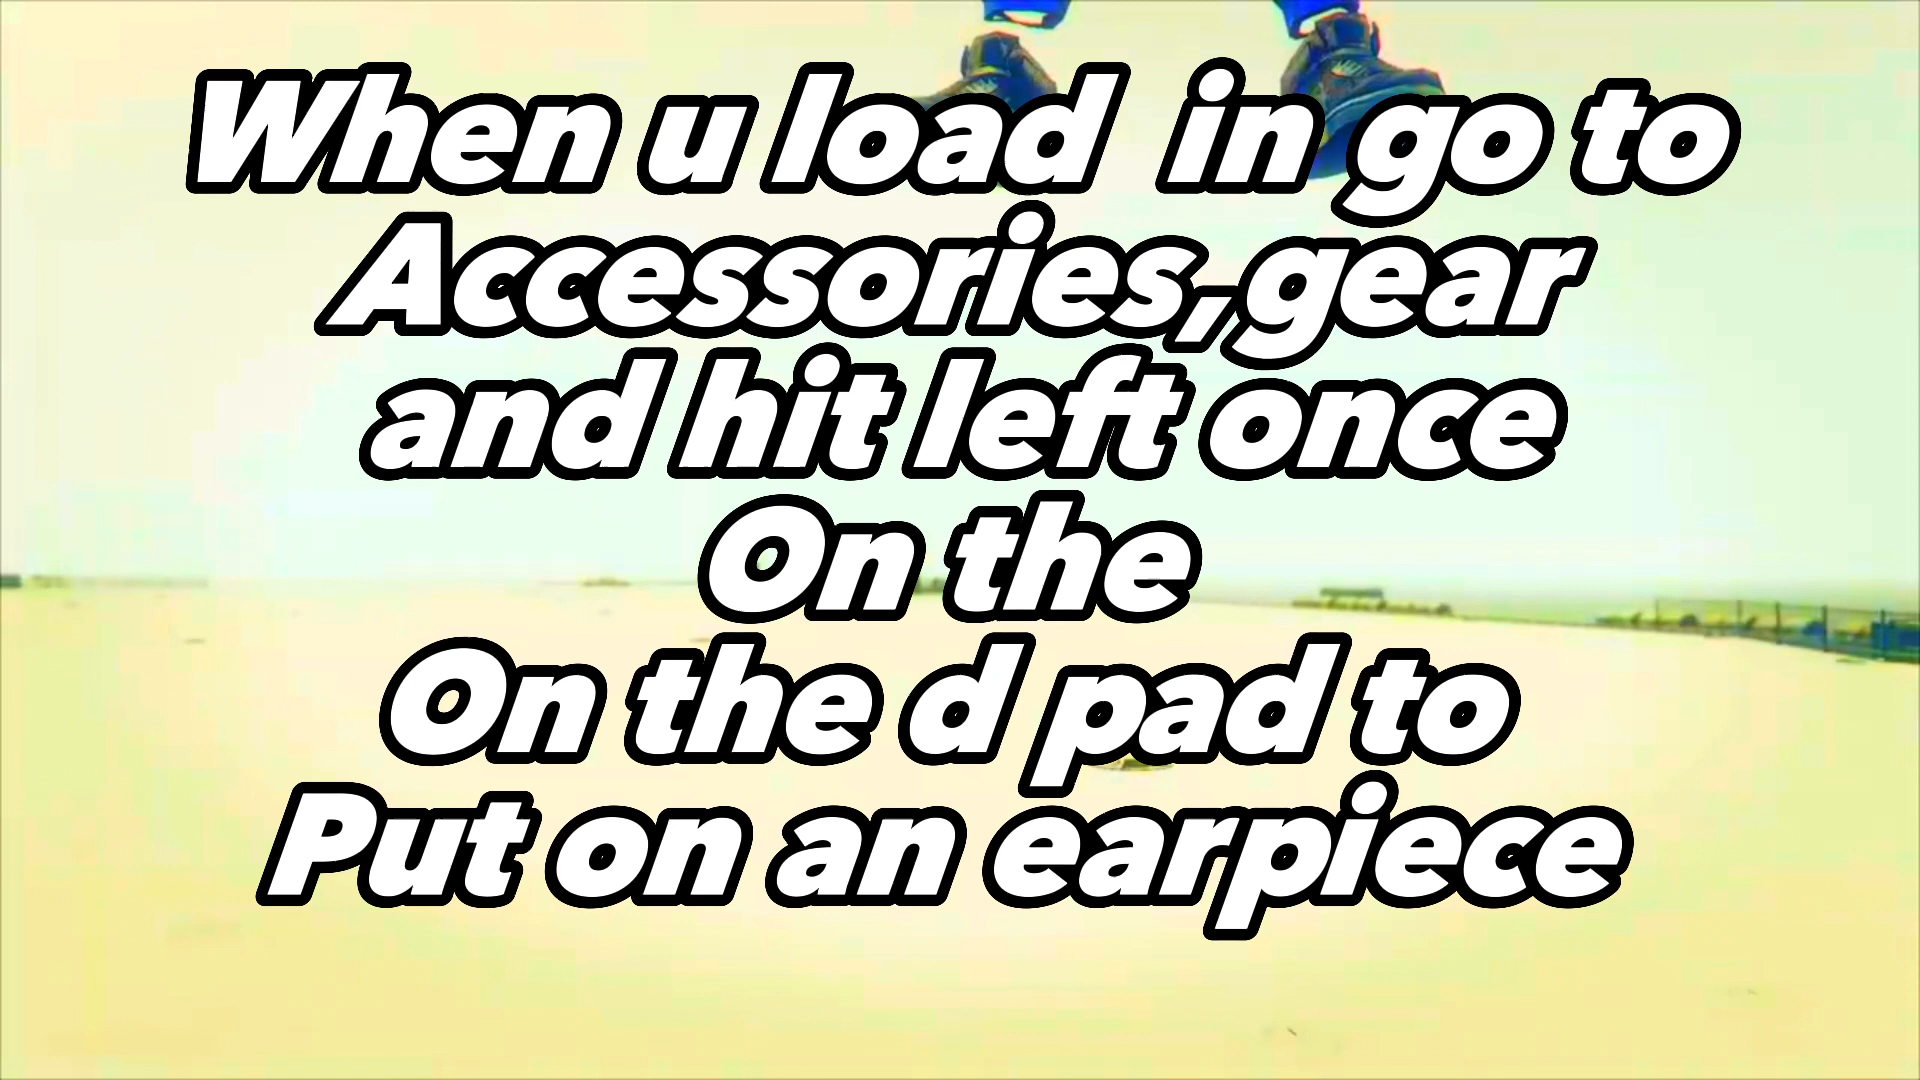 When u load  in go to
Accessories,gear
and hit left once
On the
On the d pad to
Put on an earpiece